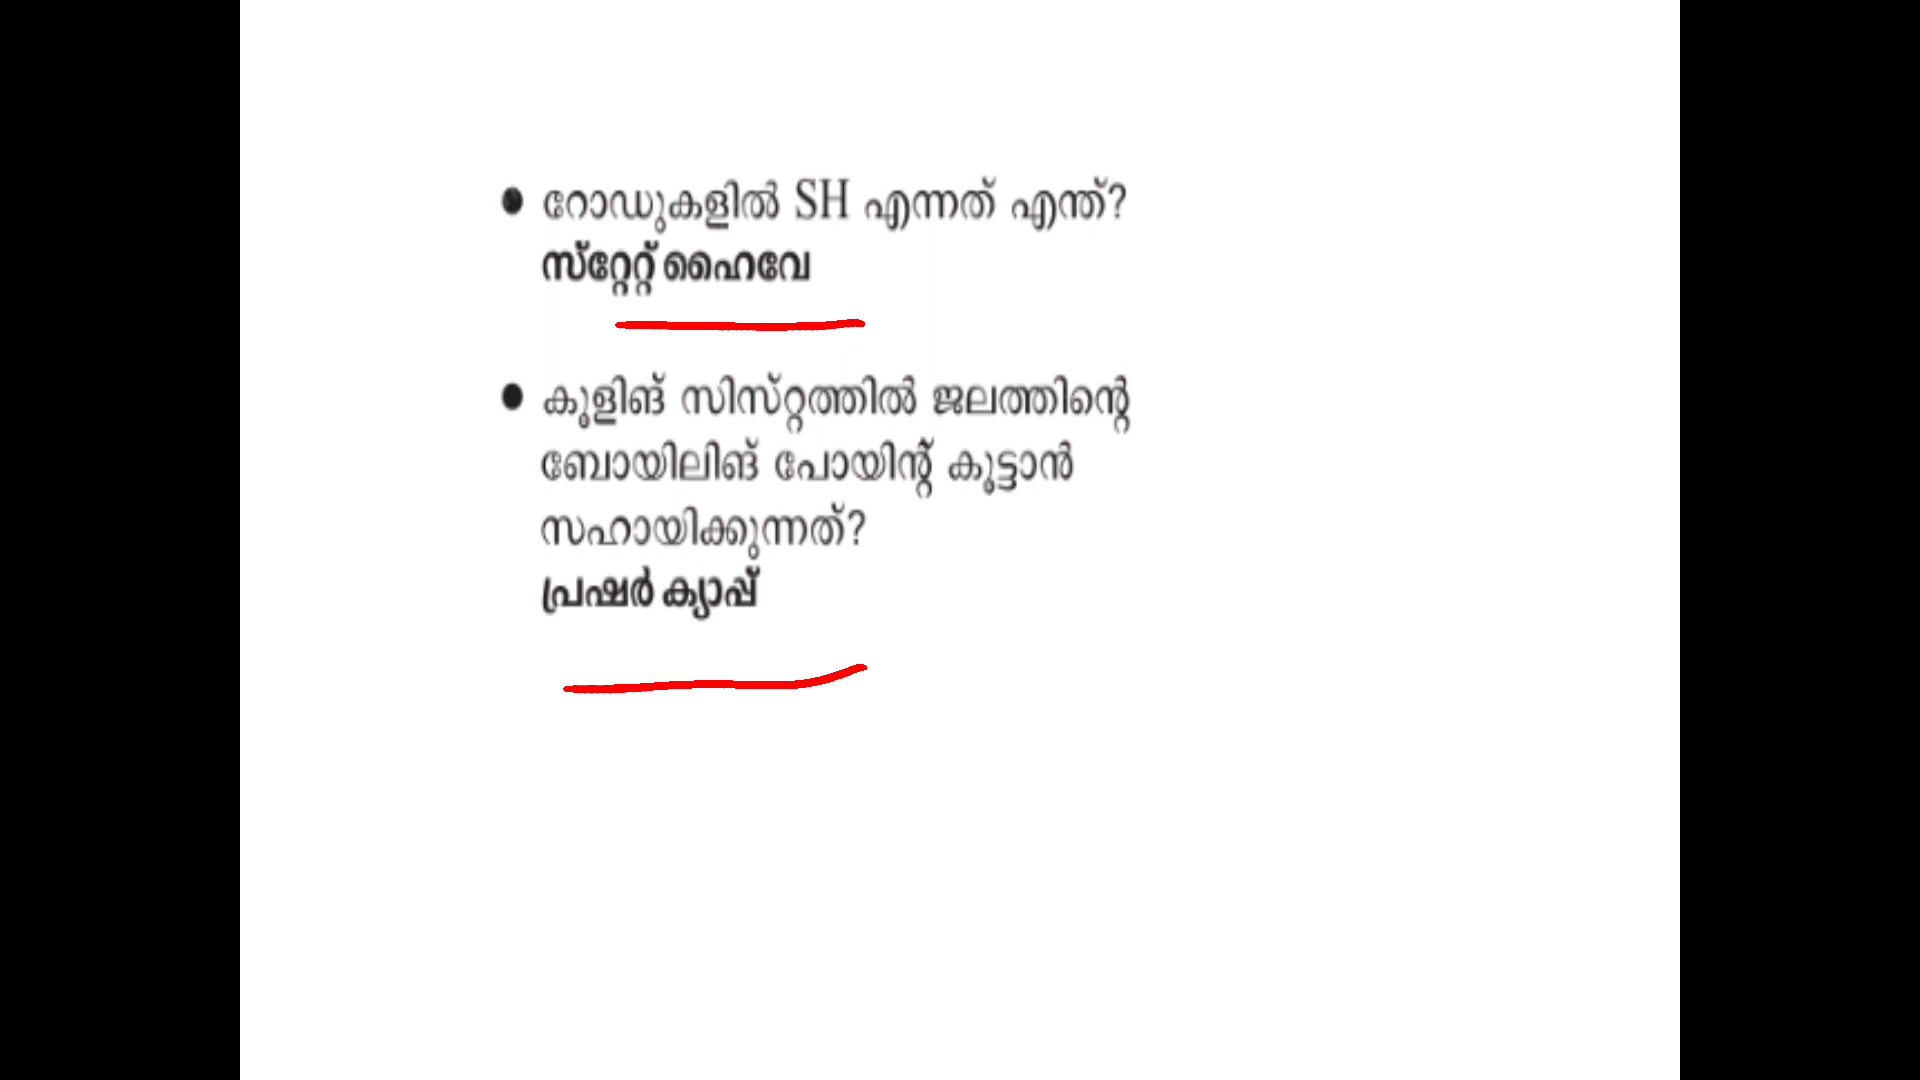 ● റോഡുകളിൽ SH എന്നത് എന്ത്?
സ്റ്റേറ്റ് ഹൈവേ
● കൂളിങ് സിസ്റ്റത്തിൽ ജലത്തിന്റെ
ബോയിലിങ് പോയിന്റ് കൂട്ടാൻ
സഹായിക്കുന്നത്?
പ്രഷർ ക്യാപ്പ്